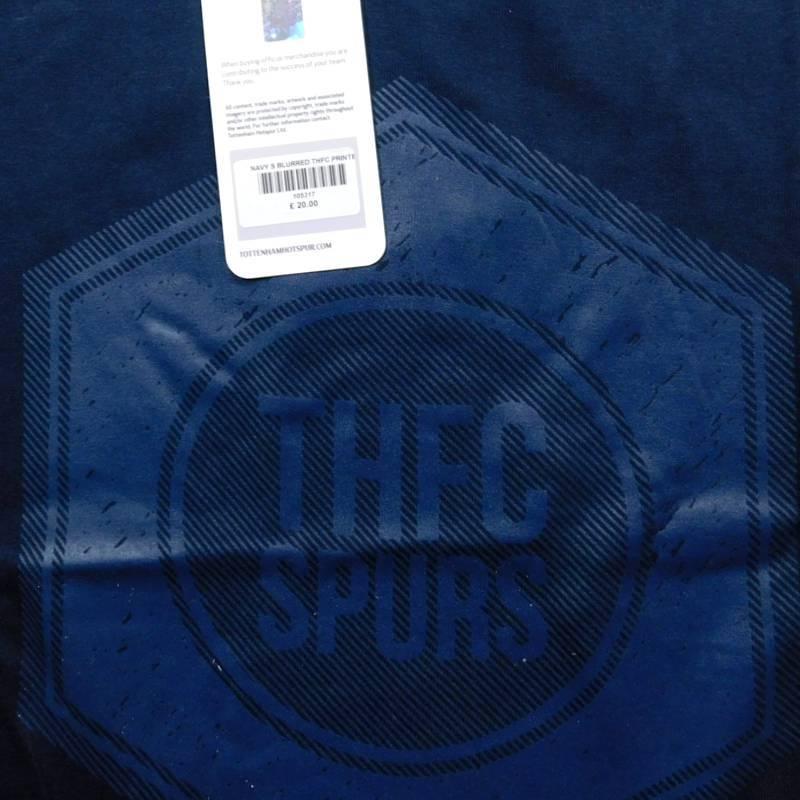 When buying official merchandise you are
contributing to the success of your team.
Thank you.
All content, trade marks, artwork and associated
imagery are protected by copyright, trade marks
and/or other intellectual property rights throughout
the world. For further information contact
Tottenham Hotspur Ltd.
NAVY S BLURRED THFC PRINTE
105317
£ 20.00
TOTTENHAMHOTSPUR.COM
THFC
SPURS